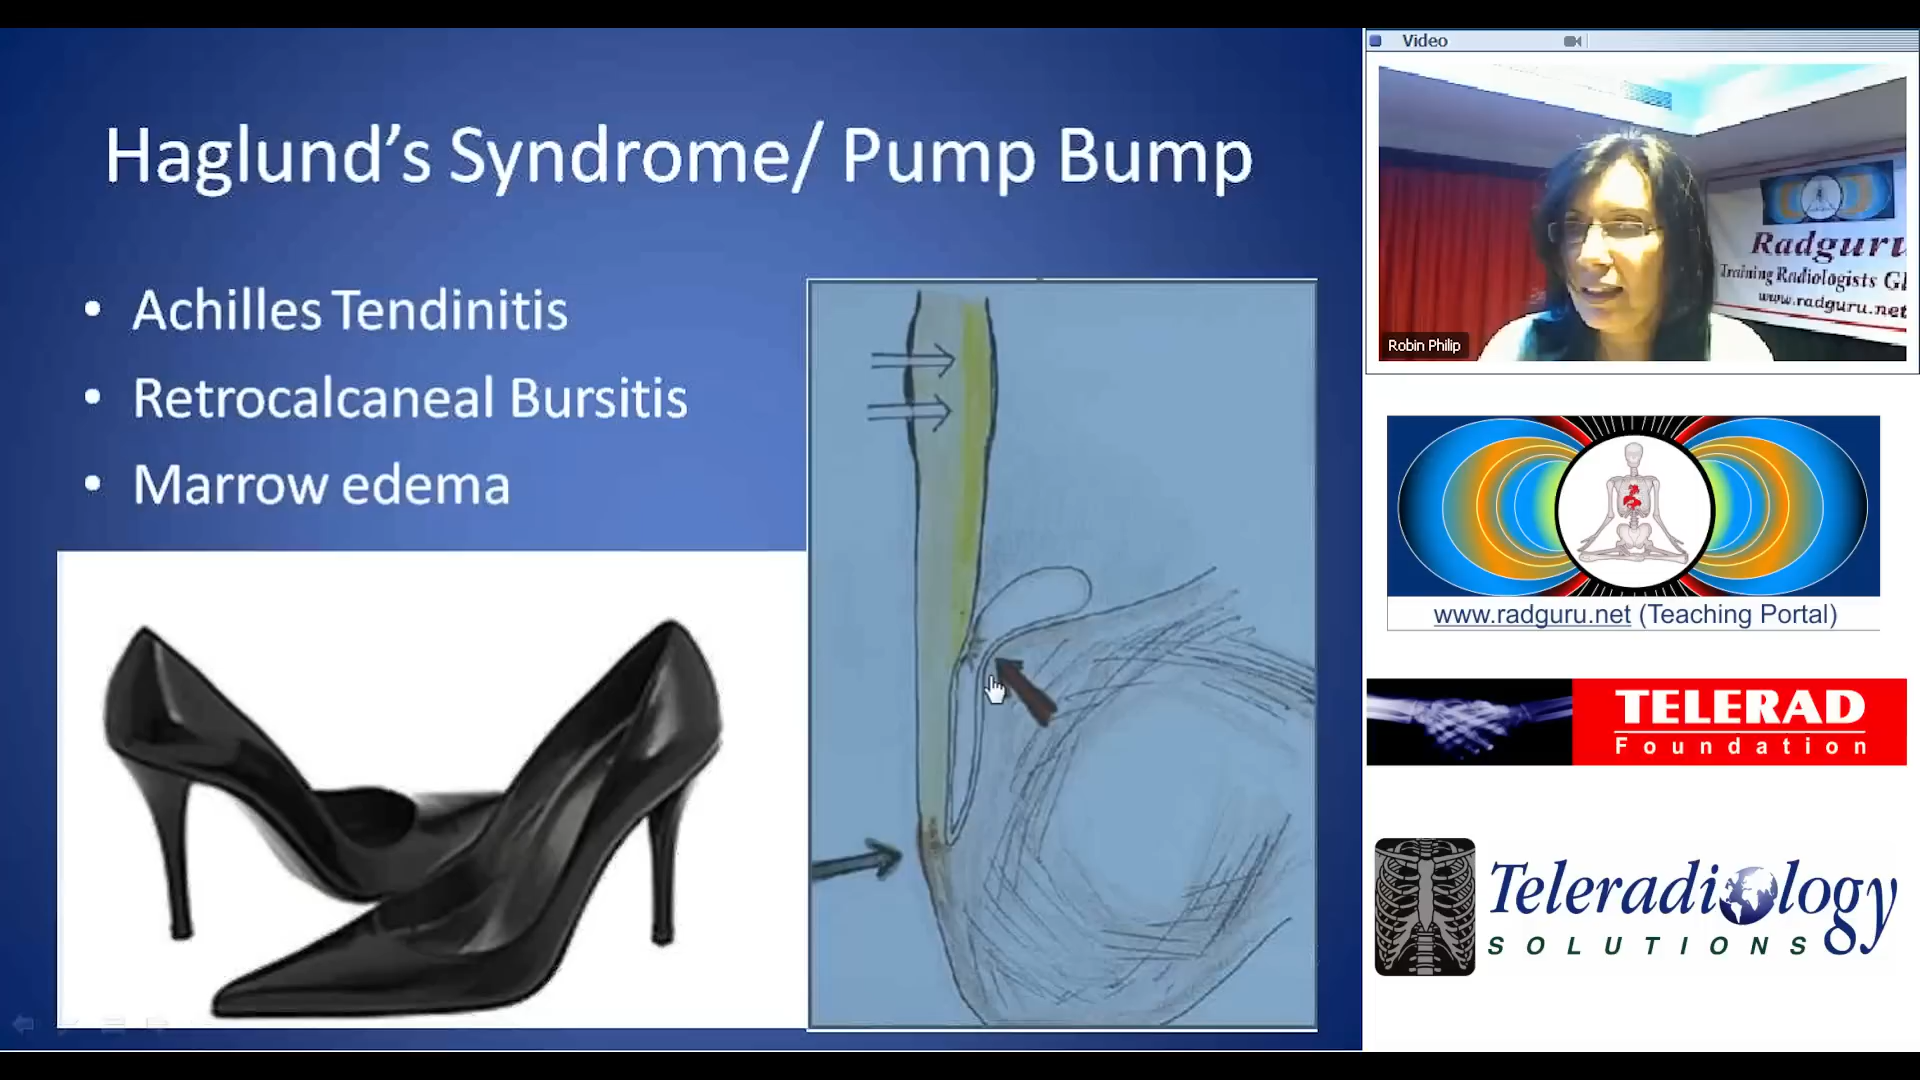 Haglund's Syndrome/ Pump Bump
• Achilles Tendinitis
• Retrocalcaneal Bursitis
• Marrow edema
Video
Radguru
Training Radiologists Gl
www.radguru.net
Robin Philip
www.radguru.net (Teaching Portal)
TELERAD
Foundation
Teleradiology
SOLUTIONS